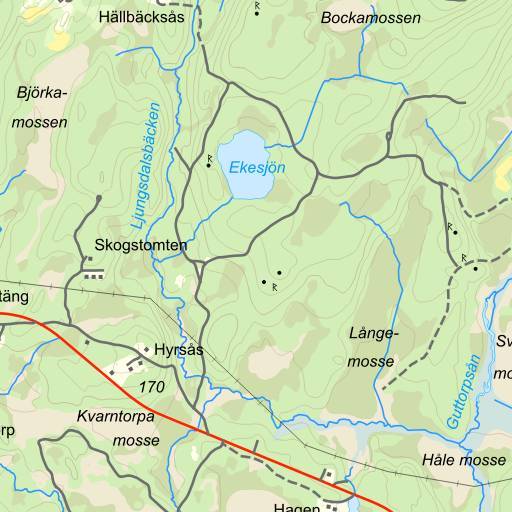 Hällbäcksås
Bockamossen
Björka-
mossen
Ljungsdalsbäcken
Ekesjön
Skogstomten
täng
Långe-
mosse
Hyrsås
170
Kvarntorpa
mosse
Guttorpsån
Sv
mo
rp
Håle mosse
Hagen
R
R
R
R
R
R